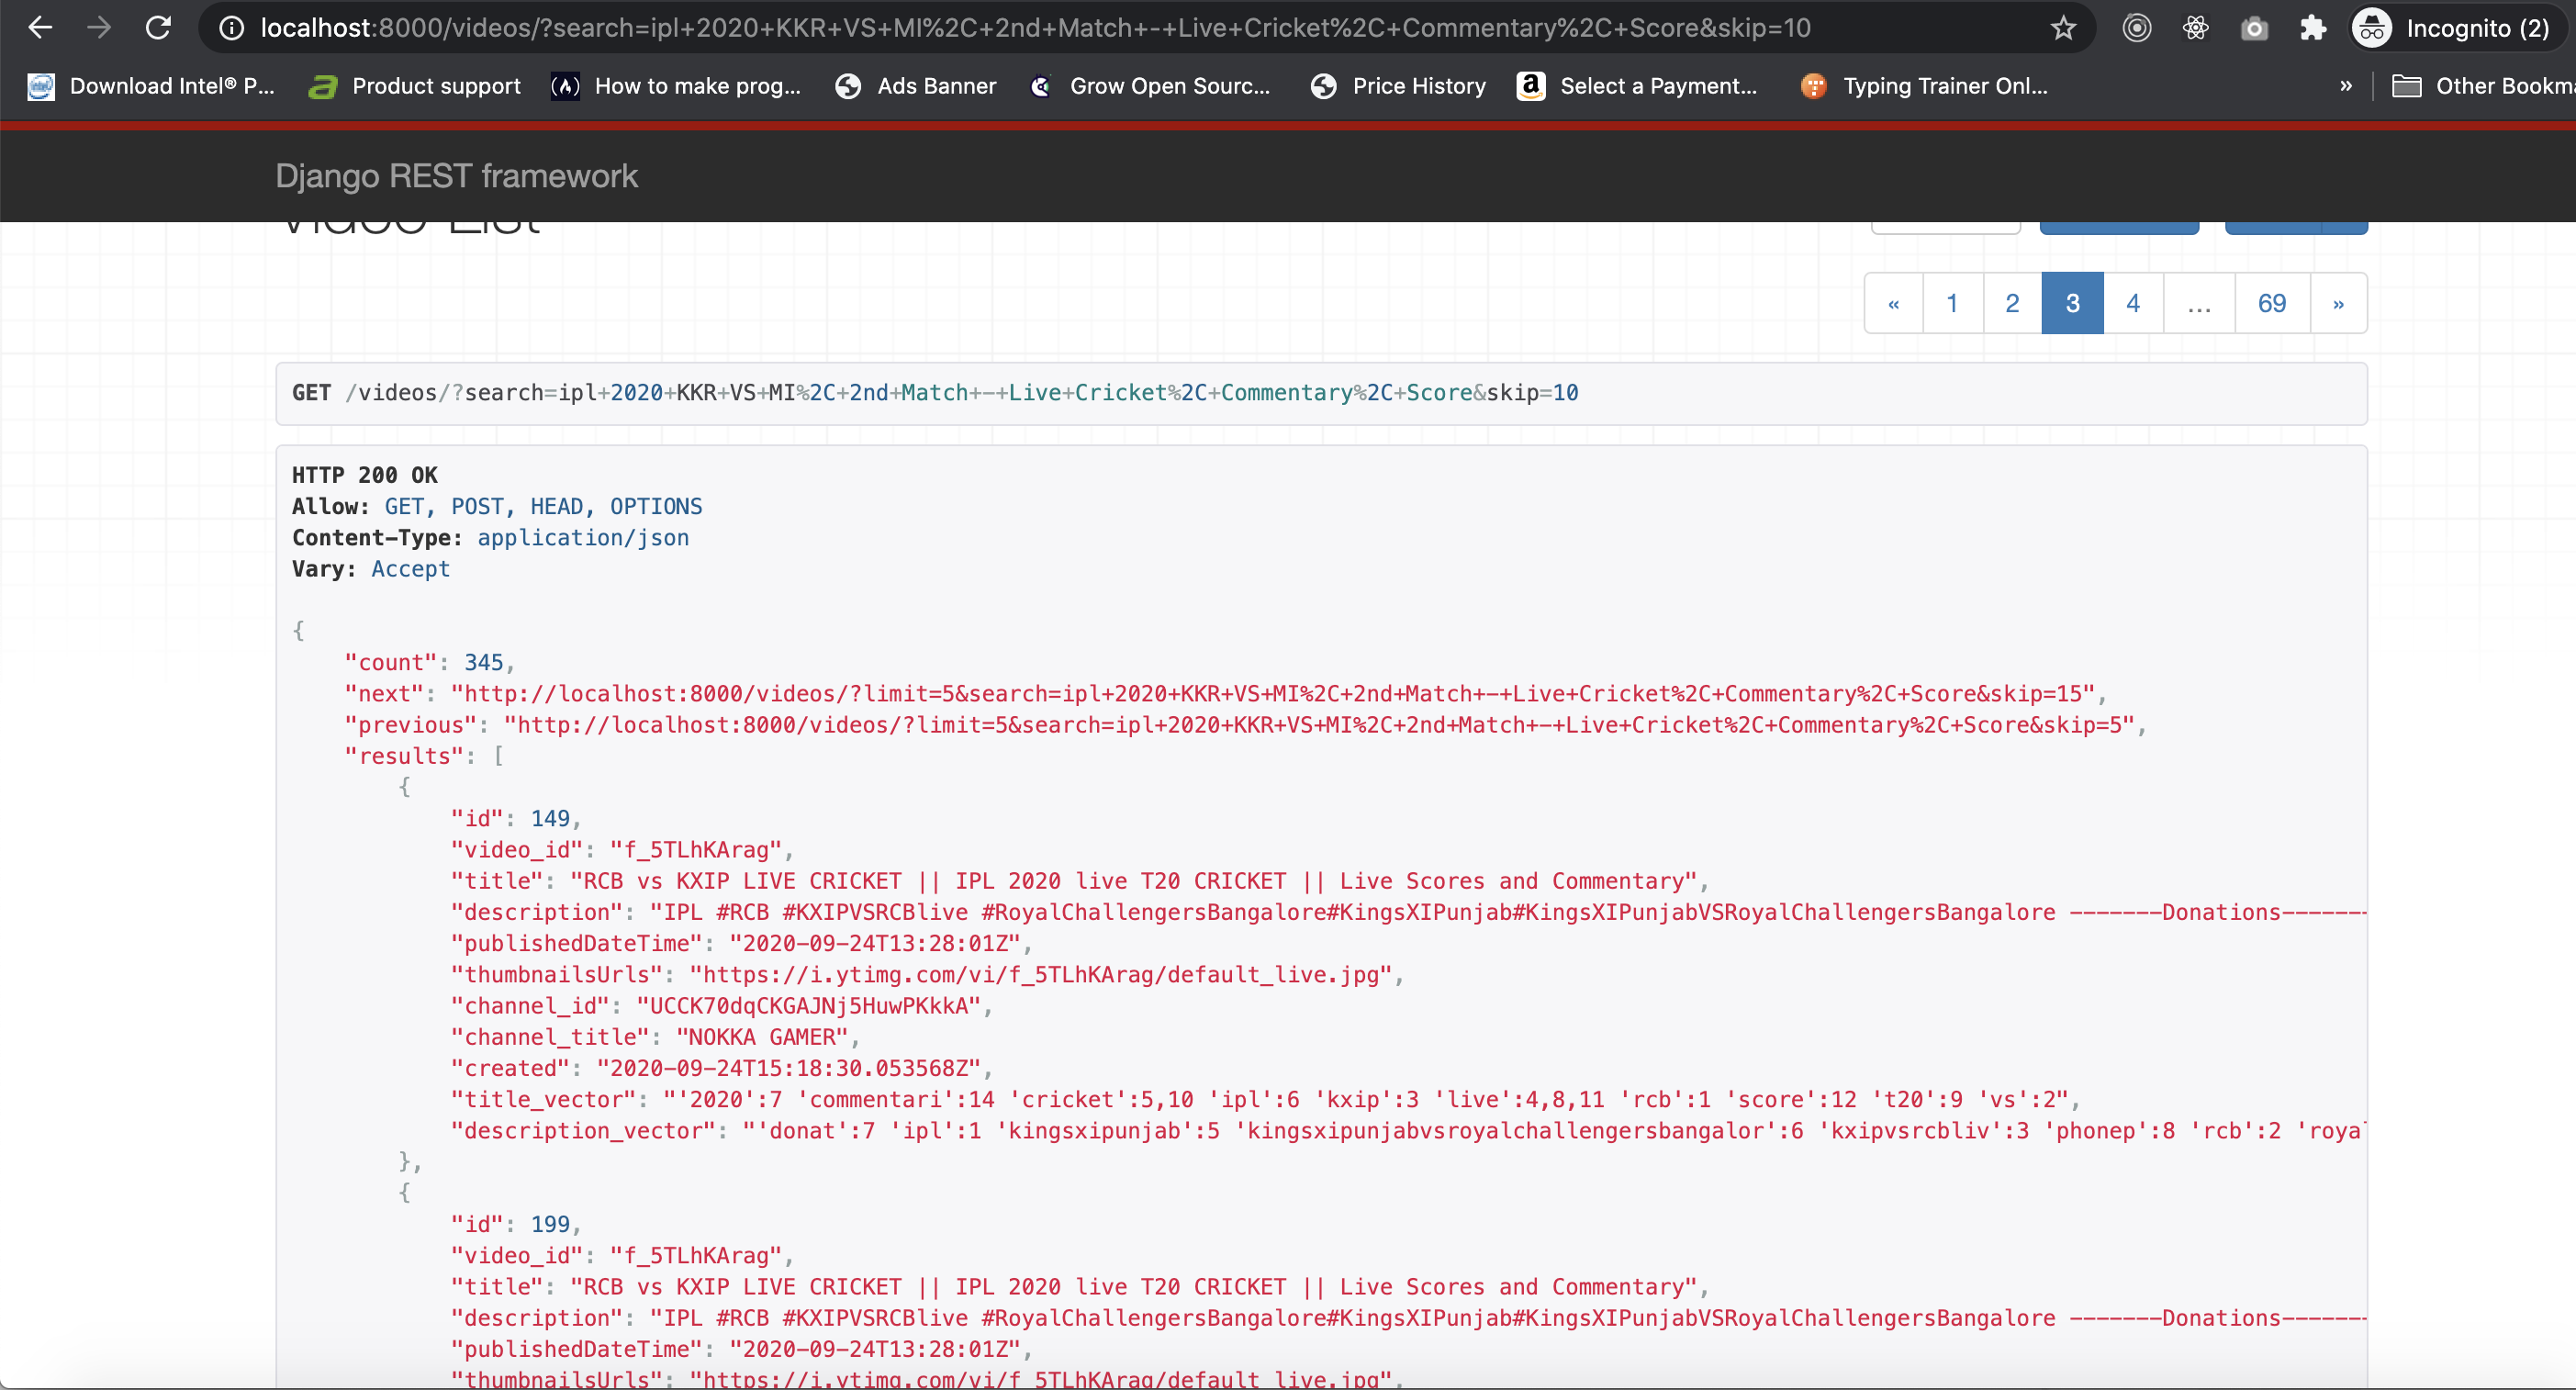 localhost:8000/videos/?search=ipl+2020+KKR+VS+MI%2C+2nd+Match+-+Live+Cricket%2C+Commentary%2C+Score&skip=10
Incognito (2)
Download Intel® P... Product support How to make prog... Ads Banner Grow Open Sourc... Price History Select a Payment... Typing Trainer Onl... » Other Bookma
Django REST framework
Video List
« 1 2 3 4 ... 69 »
GET /videos/?search=ipl+2020+KKR+VS+MI%2C+2nd+Match+-+Live+Cricket%2C+Commentary%2C+Score&skip=10
HTTP 200 OK
Allow: GET, POST, HEAD, OPTIONS
Content-Type: application/json
Vary: Accept
{
"count": 345,
"next": "http://localhost:8000/videos/?limit=5&search=ipl+2020+KKR+VS+MI%2C+2nd+Match+-+Live+Cricket%2C+Commentary%2C+Score&skip=15",
"previous": "http://localhost:8000/videos/?limit=5&search=ipl+2020+KKR+VS+MI%2C+2nd+Match+-+Live+Cricket%2C+Commentary%2C+Score&skip=5",
"results": [
{
"id": 149,
"video_id": "f_5TLhKArag",
"title": "RCB vs KXIP LIVE CRICKET || IPL 2020 live T20 CRICKET || Live Scores and Commentary",
"description": "IPL #RCB #KXIPVSRCBlive #RoyalChallengersBangalore#KingsXIPunjab#KingsXIPunjabVSRoyalChallengersBangalore -------Donations-------
"publishedDateTime": "2020-09-24T13:28:01Z",
"thumbnailsUrls": "https://i.ytimg.com/vi/f_5TLhKArag/default_live.jpg",
"channel_id": "UCCK70dqCKGAJNj5HuwPKkkA",
"channel_title": "NOKKA GAMER",
"created": "2020-09-24T15:18:30.053568Z",
"title_vector": "'2020':7 'commentari':14 'cricket':5,10 'ipl':6 'kxip':3 'live':4,8,11 'rcb':1 'score':12 't20':9 'vs':2",
"description_vector": "'donat':7 'ipl':1 'kingsxipunjab':5 'kingsxipunjabvsroyalchallengersbangalor':6 'kxipvsrcbliv':3 'phonep':8 'rcb':2 'royal
},
{
"id": 199,
"video_id": "f_5TLhKArag",
"title": "RCB vs KXIP LIVE CRICKET || IPL 2020 live T20 CRICKET || Live Scores and Commentary",
"description": "IPL #RCB #KXIPVSRCBlive #RoyalChallengersBangalore#KingsXIPunjab#KingsXIPunjabVSRoyalChallengersBangalore -------Donations-------
"publishedDateTime": "2020-09-24T13:28:01Z",
"thumbnailsUrls": "https://i.ytimg.com/vi/f_5TLhKArag/default_live.jpg",